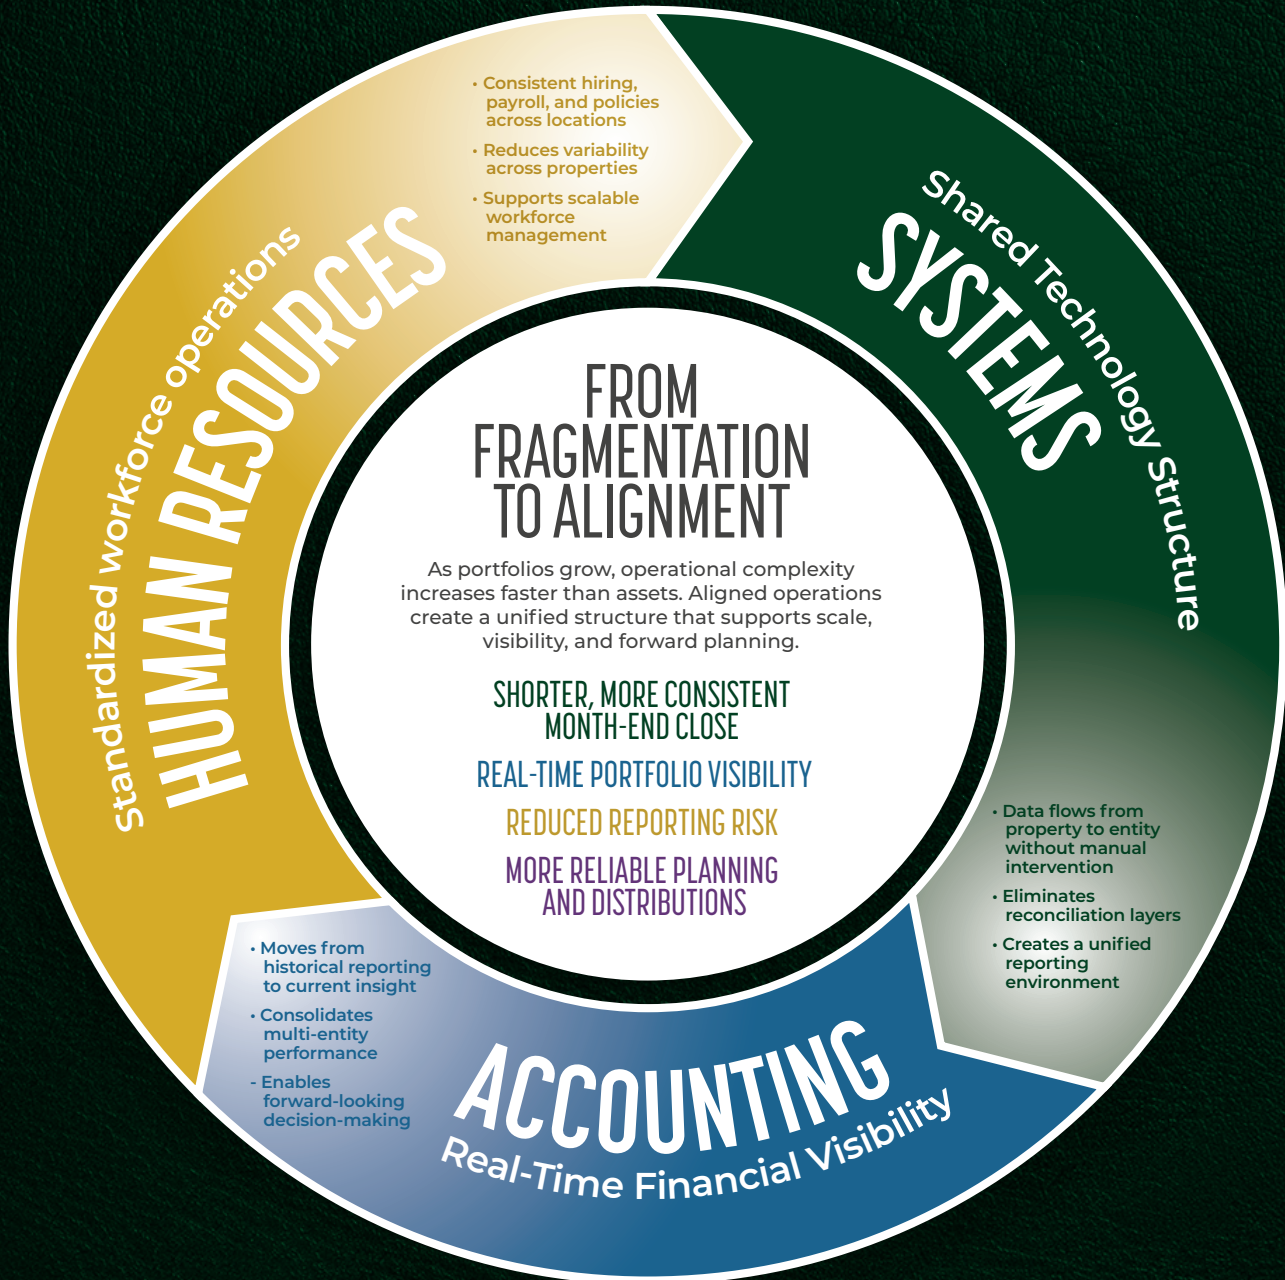 • Consistent hiring,
payroll, and policies
across locations
• Reduces variability
across properties
• Supports scalable
workforce
management
Standardized workforce operations
HUMAN RESOURCES
Shared Technology Structure
SYSTEMS
• Data flows from
property to entity
without manual
intervention
• Eliminates
reconciliation layers
• Creates a unified
reporting
environment
FROM
FRAGMENTATION
TO ALIGNMENT
As portfolios grow, operational complexity
increases faster than assets. Aligned operations
create a unified structure that supports scale,
visibility, and forward planning.
SHORTER, MORE CONSISTENT
MONTH-END CLOSE
REAL-TIME PORTFOLIO VISIBILITY
REDUCED REPORTING RISK
MORE RELIABLE PLANNING
AND DISTRIBUTIONS
• Moves from
historical reporting
to current insight
• Consolidates
multi-entity
performance
- Enables
forward-looking
decision-making
ACCOUNTING
Real-Time Financial Visibility